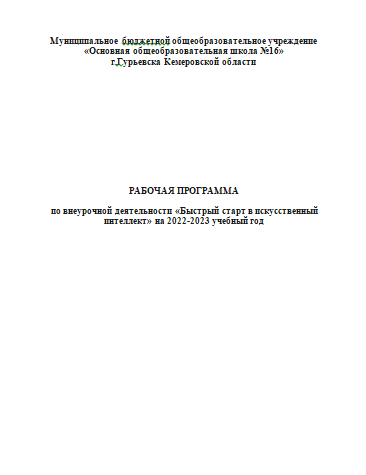 Муниципальное бюджетной общеобразовательное учреждение
«Основная общеобразовательная школа №16»
г.Гурьевска Кемеровской области
РАБОЧАЯ ПРОГРАММА
по внеурочной деятельности «Быстрый старт в искусственный
интеллект» на 2022-2023 учебный год